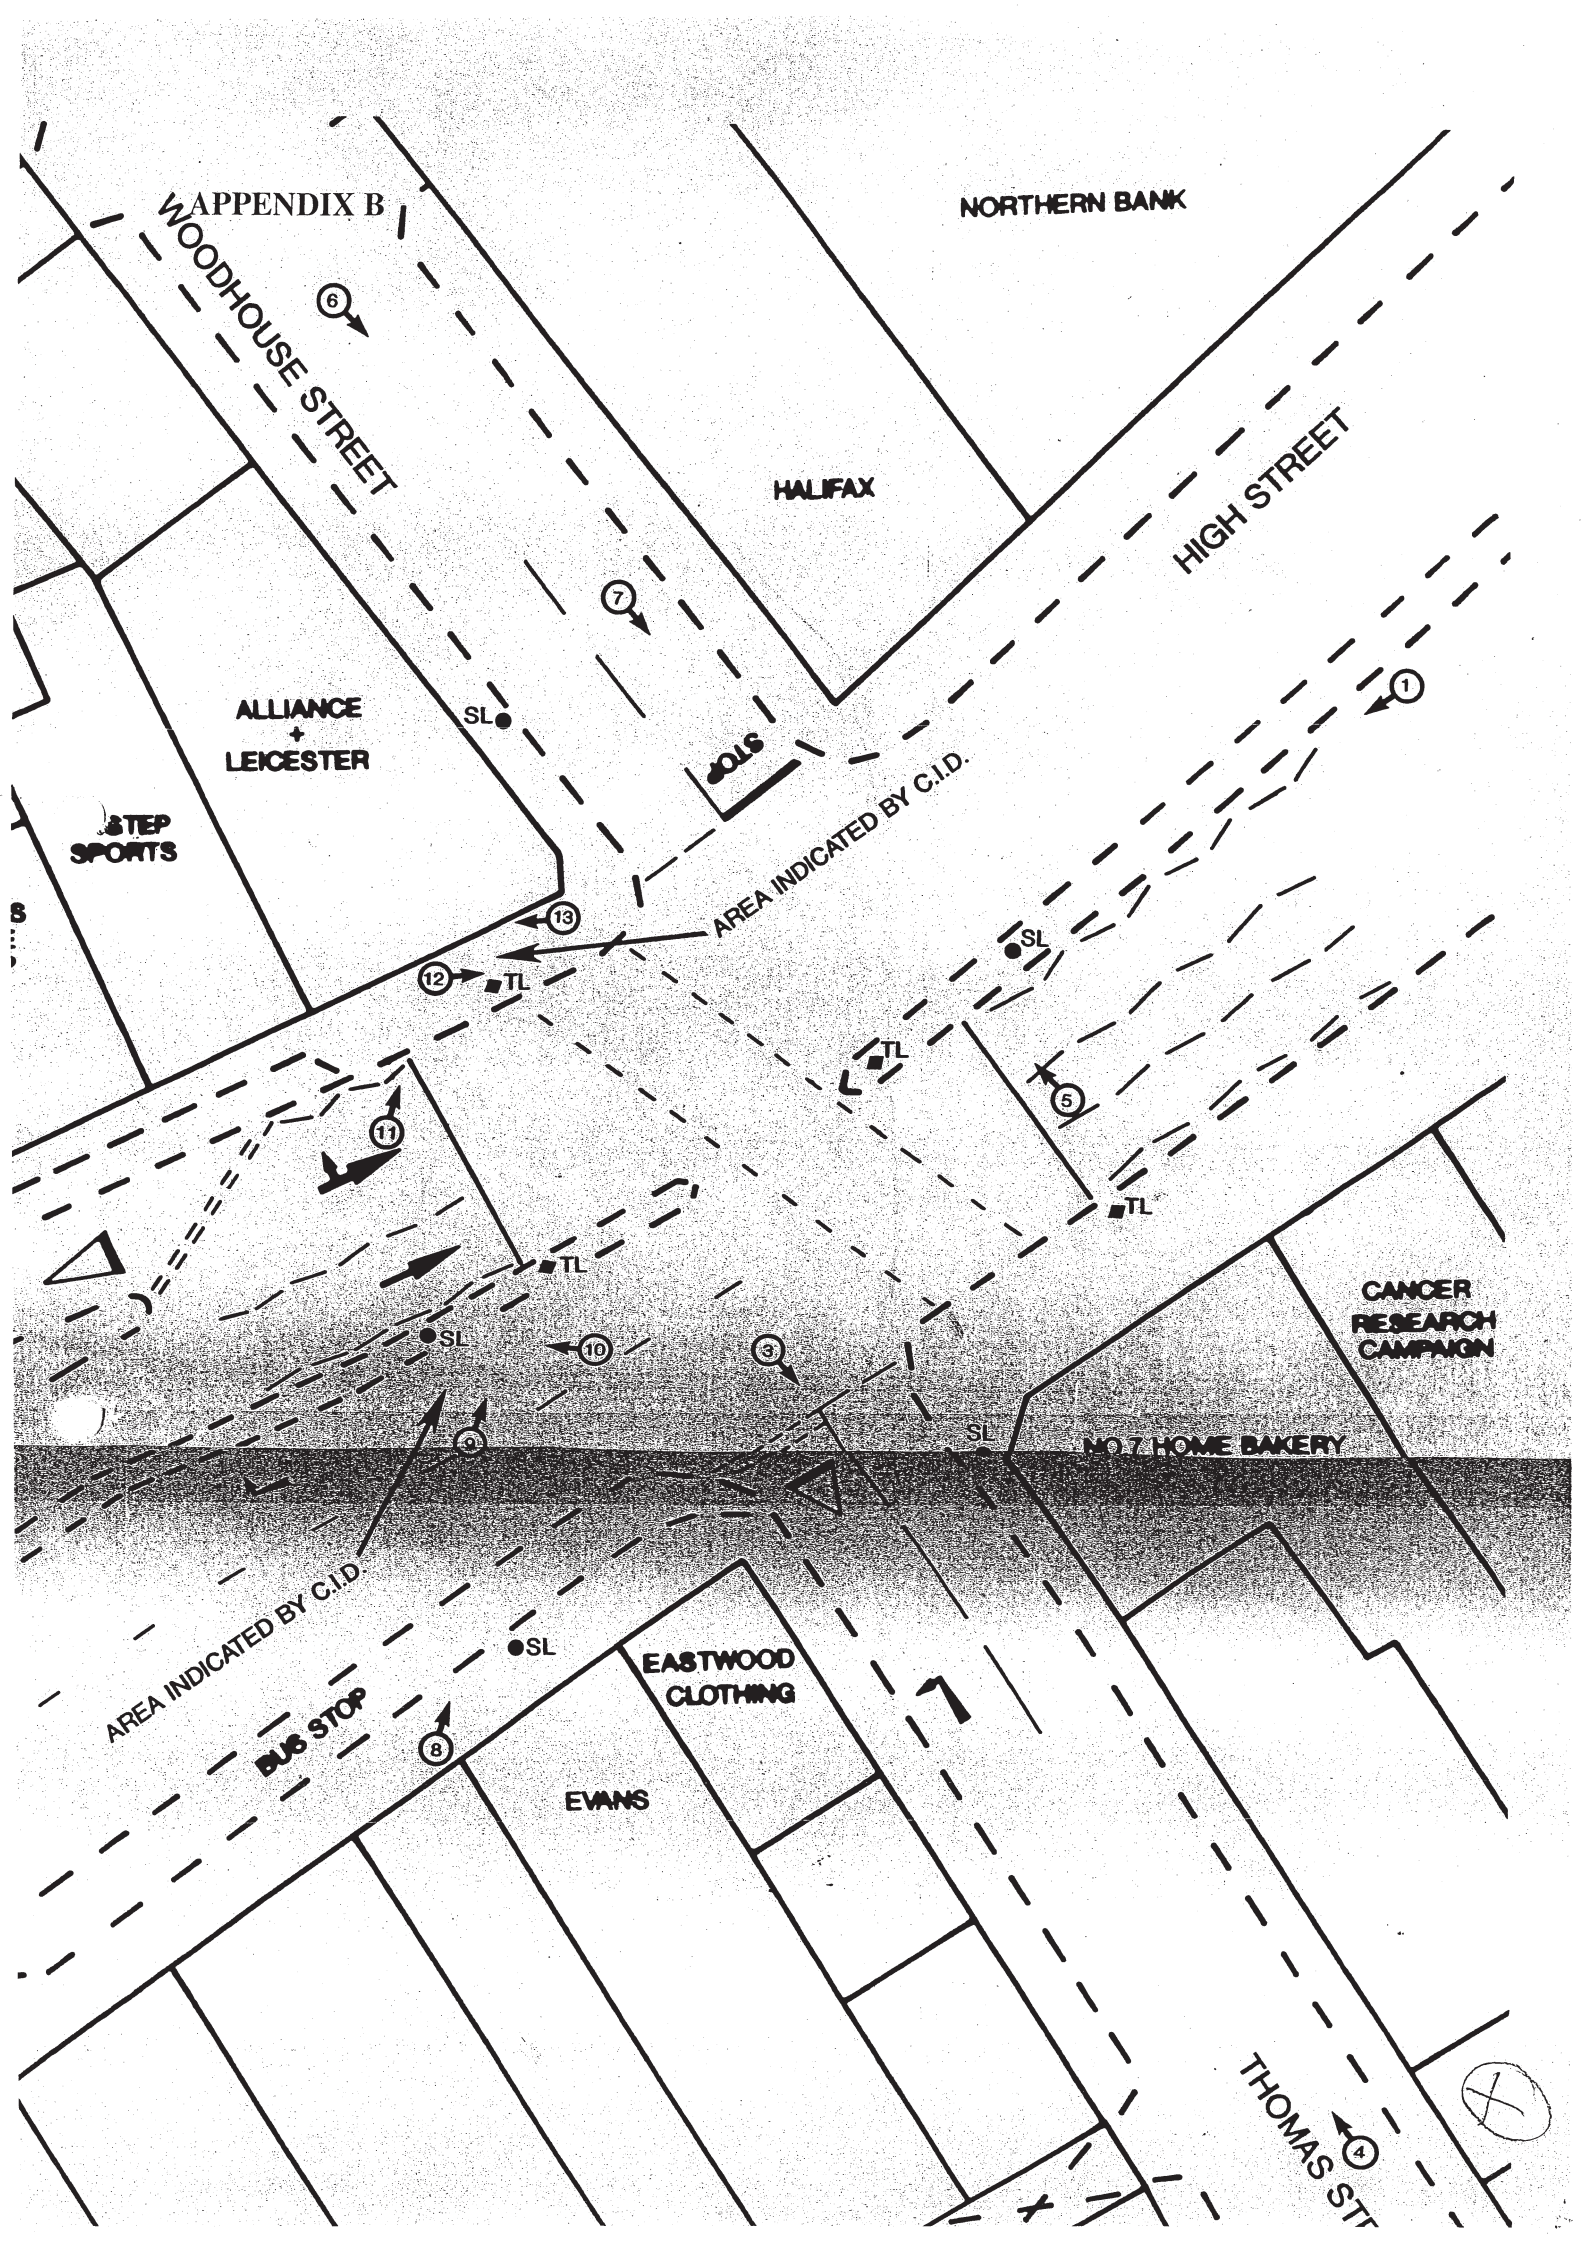 APPENDIX B
WOODHOUSE STREET
NORTHERN BANK
6
HALIFAX
HIGH STREET
7
1
ALLIANCE
+
LEICESTER
SL
STOP
STEP
SPORTS
AREA INDICATED BY C.I.D.
S
13
SL
12
TL
TL
5
11
TL
TL
CANCER
RESEARCH
CAMPAIGN
SL
10
3
9
SL
NO.7 HOME BAKERY
AREA INDICATED BY C.I.D.
SL
EASTWOOD
CLOTHING
BUS STOP
8
EVANS
THOMAS STR
4
X